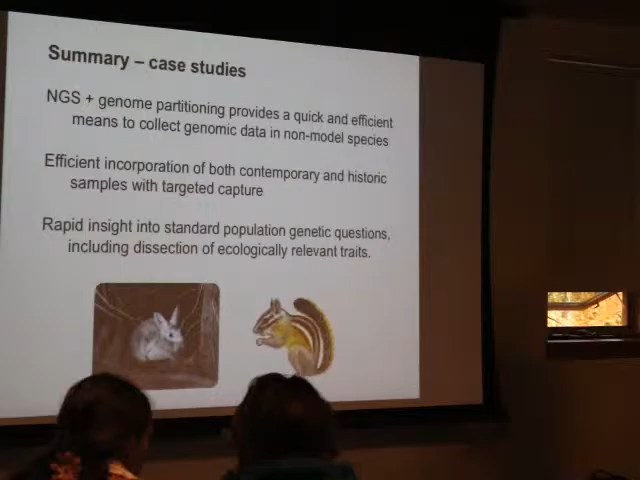 Summary – case studies
NGS + genome partitioning provides a quick and efficient
means to collect genomic data in non-model species
Efficient incorporation of both contemporary and historic
samples with targeted capture
Rapid insight into standard population genetic questions,
including dissection of ecologically relevant traits.